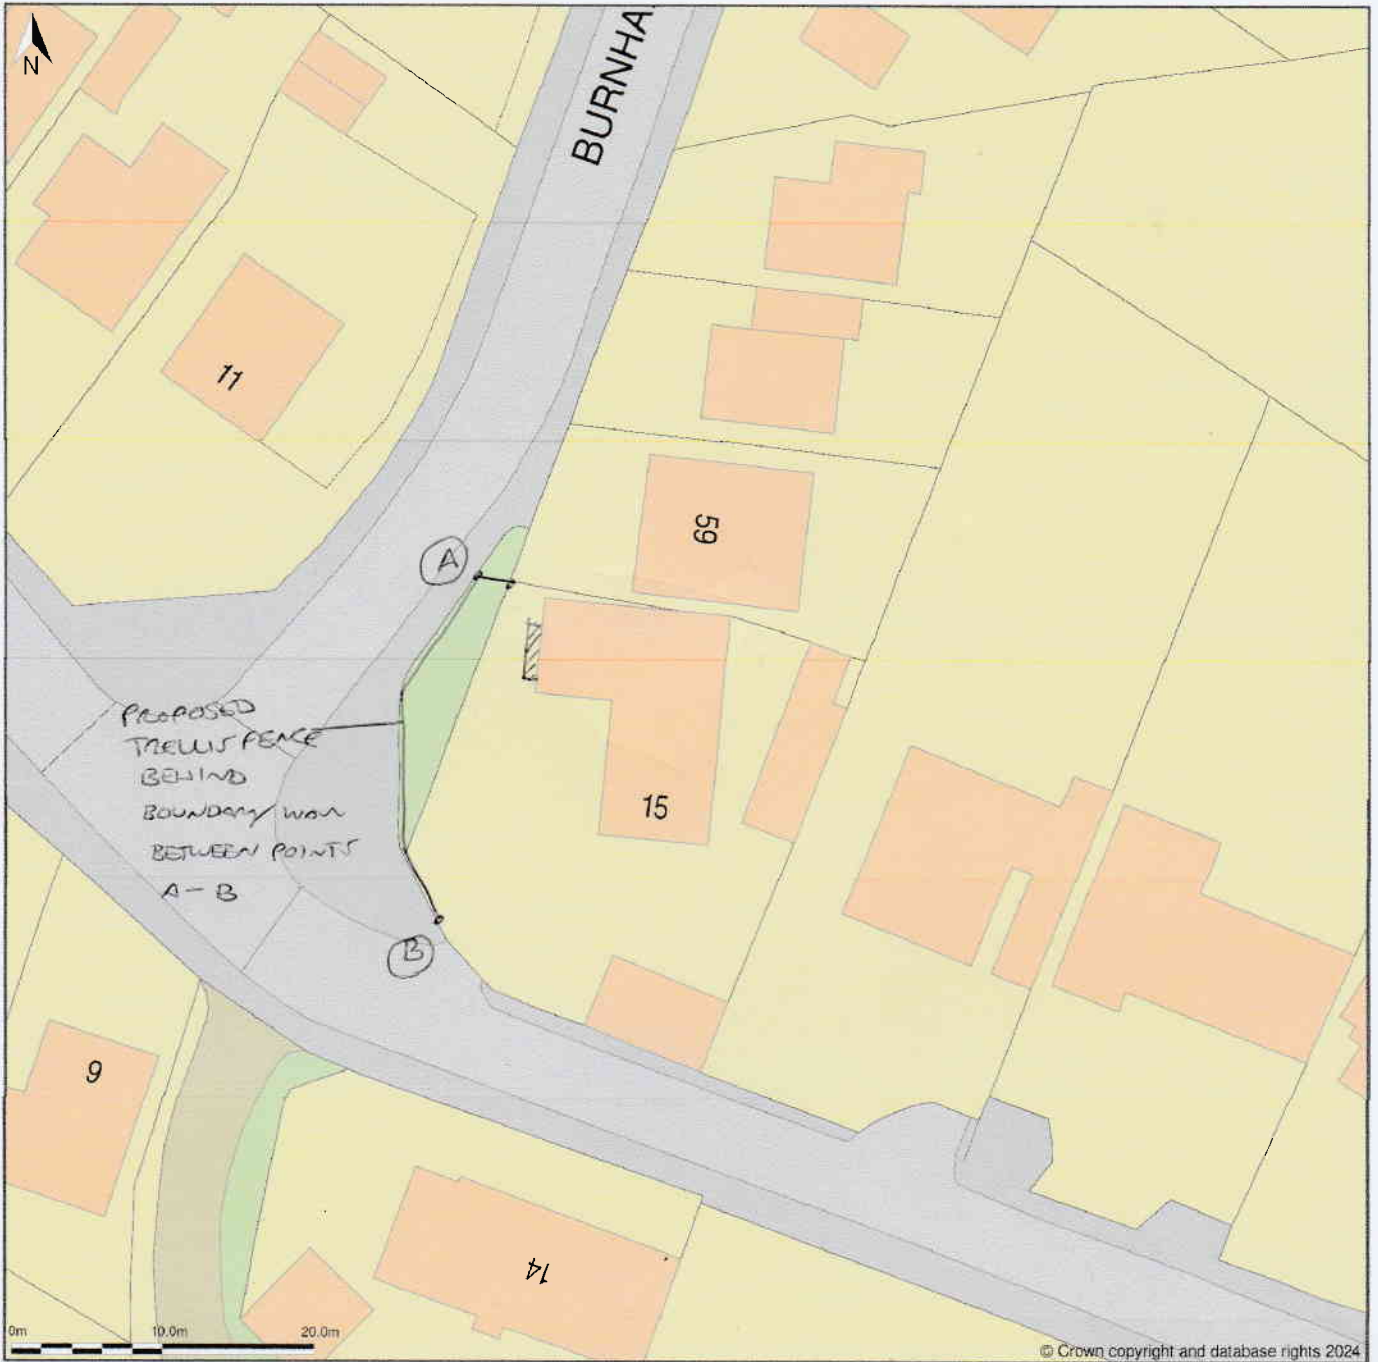 N
BURNHA
11
59
A
PROPOSED
TRELLIS FENCE
BEHIND
BOUNDARY WALL
BETWEEN POINTS
A - B
15
B
9
14
0m 10.0m 20.0m
© Crown copyright and database rights 2024